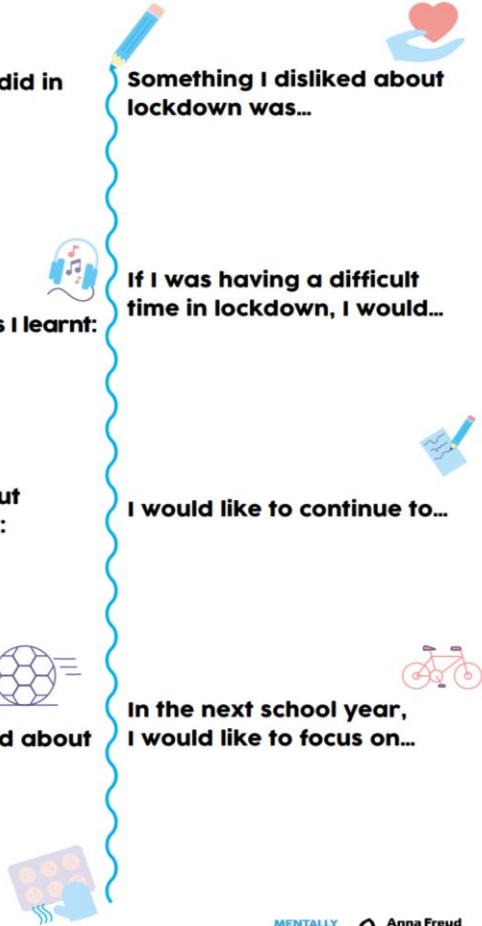 did in
s I learnt:
ut
:
d about
Something I disliked about
lockdown was...
If I was having a difficult
time in lockdown, I would...
I would like to continue to...
In the next school year,
I would like to focus on...
MENTALLY
Anna Freud